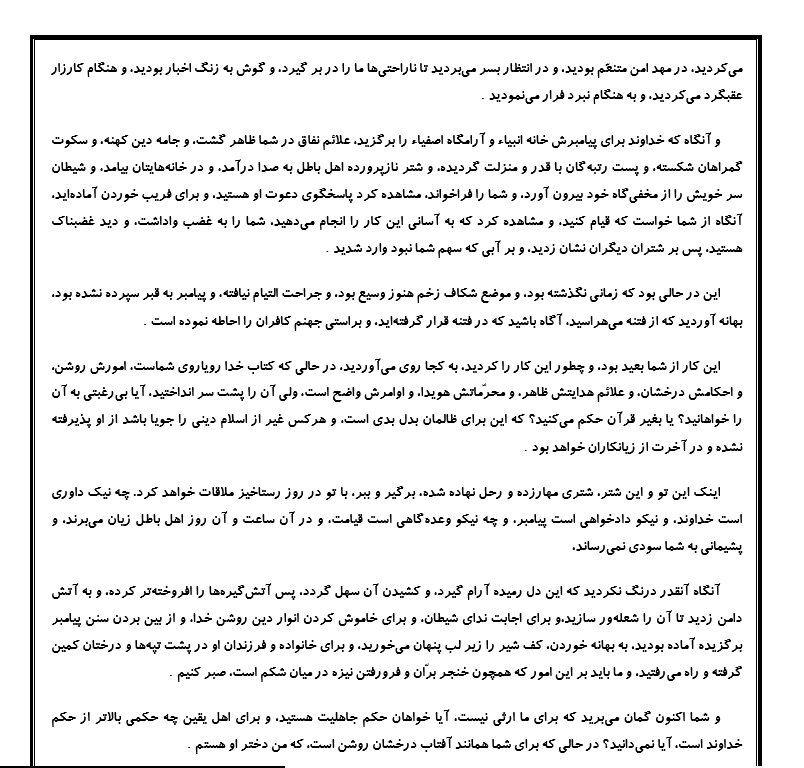 می‌کردید، در مهد امن متنعّم بودید، و در انتظار بسر می‌بردید تا ناراحتی‌ها ما را در بر گیرد، و گوش به زنگ اخبار بودید، و هنگام کارزار
عقبگرد می‌کردید، و به هنگام نبرد فرار می‌نمودید .
و آنگاه که خداوند برای پیامبرش خانه انبیاء و آرامگاه اصفیاء را برگزید، علائم نفاق در شما ظاهر گشت، و جامه دین کهنه، و سکوت
گمراهان شکسته، و پست رتبه‌گان با قدر و منزلت گردیده، و شتر نازپرورده اهل باطل به صدا درآمد، و در خانه‌هایتان بیامد، و شیطان
سر خویش را از مخفی‌گاه خود بیرون آورد، و شما را فراخواند، مشاهده کرد پاسخگوی دعوت او هستید، و برای فریب خوردن آماده‌اید،
آنگاه از شما خواست که قیام کنید، و مشاهده کرد که به آسانی این کار را انجام می‌دهید، شما را به غضب واداشت، و دید غضبناک
هستید، پس بر شتران دیگران نشان زدید، و بر آبی که سهم شما نبود وارد شدید .
این در حالی بود که زمانی نگذشته بود، و موضع شکاف زخم هنوز وسیع بود، و جراحت التیام نیافته، و پیامبر به قبر سپرده نشده بود،
بهانه آوردید که از فتنه می‌هراسید، آگاه باشید که در فتنه قرار گرفته‌اید، و براستی جهنم کافران را احاطه نموده است .
این کار از شما بعید بود، و چطور این کار را کردید، به کجا روی می‌آوردید، در حالی که کتاب خدا رویاروی شماست، امورش روشن،
و احکامش درخشان، و علائم هدایتش ظاهر، و محرّماتش هویدا، و اوامرش واضح است، ولی آن را پشت سر انداختید، آیا بی‌رغبتی به آن
را خواهانید؟ یا بغیر قرآن حکم می‌کنید؟ که این برای ظالمان بدل بدی است، و هرکس غیر از اسلام دینی را جویا باشد از او پذیرفته
نشده و در آخرت از زیانکاران خواهد بود .
اینک این تو و این شتر، شتری مهارزده و رحل نهاده شده، برگیر و ببر، با تو در روز رستاخیز ملاقات خواهد کرد. چه نیک داوری
است خداوند، و نیکو دادخواهی است پیامبر، و چه نیکو وعده‌گاهی است قیامت، و در آن ساعت و آن روز اهل باطل زیان می‌برند، و
پشیمانی به شما سودی نمی‌رساند،
آنگاه آنقدر درنگ نکردید که این دل رمیده آرام گیرد، و کشیدن آن سهل گردد، پس آتش‌گیره‌ها را افروخته‌تر کرده، و به آتش
دامن زدید تا آن را شعله‌ور سازید،و برای اجابت ندای شیطان، و برای خاموش کردن انوار دین روشن خدا، و از بین بردن سنن پیامبر
برگزیده آماده بودید، به بهانه خوردن، کف شیر را زیر لب پنهان می‌خورید، و برای خانواده و فرزندان او در پشت تپه‌ها و درختان کمین
گرفته و راه می‌رفتید، و ما باید بر این امور که همچون خنجر برّان و فرورفتن نیزه در میان شکم است، صبر کنیم .
و شما اکنون گمان می‌برید که برای ما ارثی نیست، آیا خواهان حکم جاهلیت هستید، و برای اهل یقین چه حکمی بالاتر از حکم
خداوند است، آیا نمی‌دانید؟ در حالی که برای شما همانند آفتاب درخشان روشن است، که من دختر او هستم .